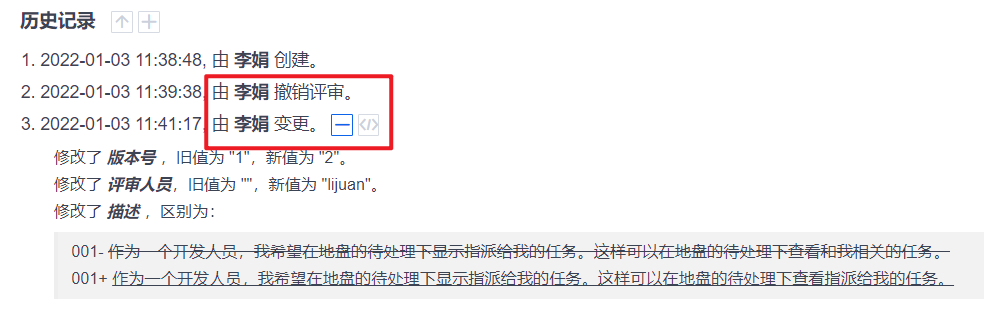 历史记录
1. 2022-01-03 11:38:48, 由 李娟 创建。
2. 2022-01-03 11:39:38, 由 李娟 撤销评审。
3. 2022-01-03 11:41:17, 由 李娟 变更。
修改了 版本号 ，旧值为 "1"，新值为 "2"。
修改了 评审人员，旧值为 ""，新值为 "lijuan"。
修改了 描述 ，区别为：
001- 作为一个开发人员，我希望在地盘的待处理下显示指派给我的任务。这样可以在地盘的待处理下查看和我相关的任务。
001+ 作为一个开发人员，我希望在地盘的待处理下显示指派给我的任务。这样可以在地盘的待处理下查看指派给我的任务。